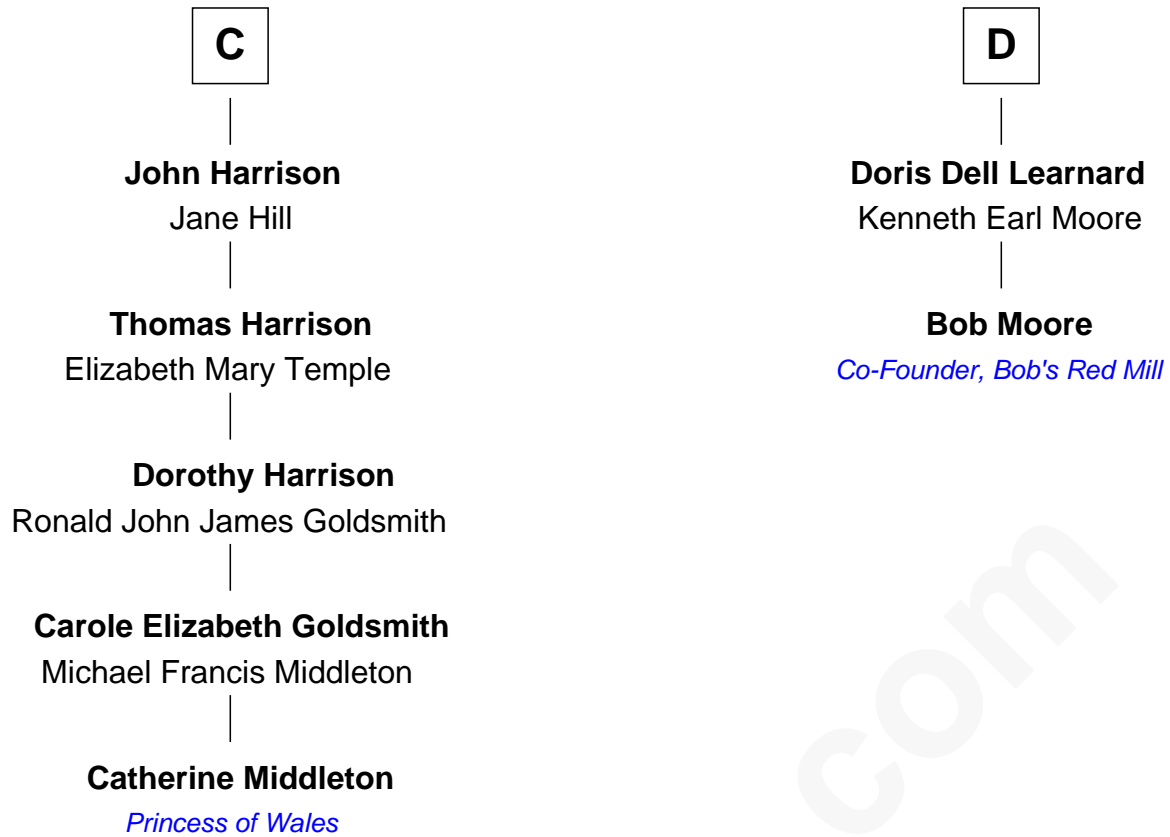 C
John Harrison
Jane Hill
Thomas Harrison
Elizabeth Mary Temple
Dorothy Harrison
Ronald John James Goldsmith
Carole Elizabeth Goldsmith
Michael Francis Middleton
Catherine Middleton
Princess of Wales
D
Doris Dell Learnard
Kenneth Earl Moore
Bob Moore
Co-Founder, Bob's Red Mill
com